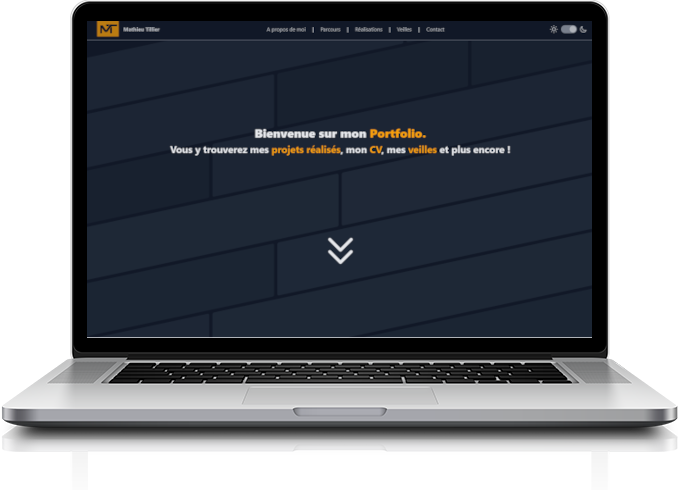 MT Mathieu Tillier A propos de moi | Parcours | Réalisations | Veilles | Contact
Bienvenue sur mon Portfolio.
Vous y trouverez mes projets réalisés, mon CV, mes veilles et plus encore !